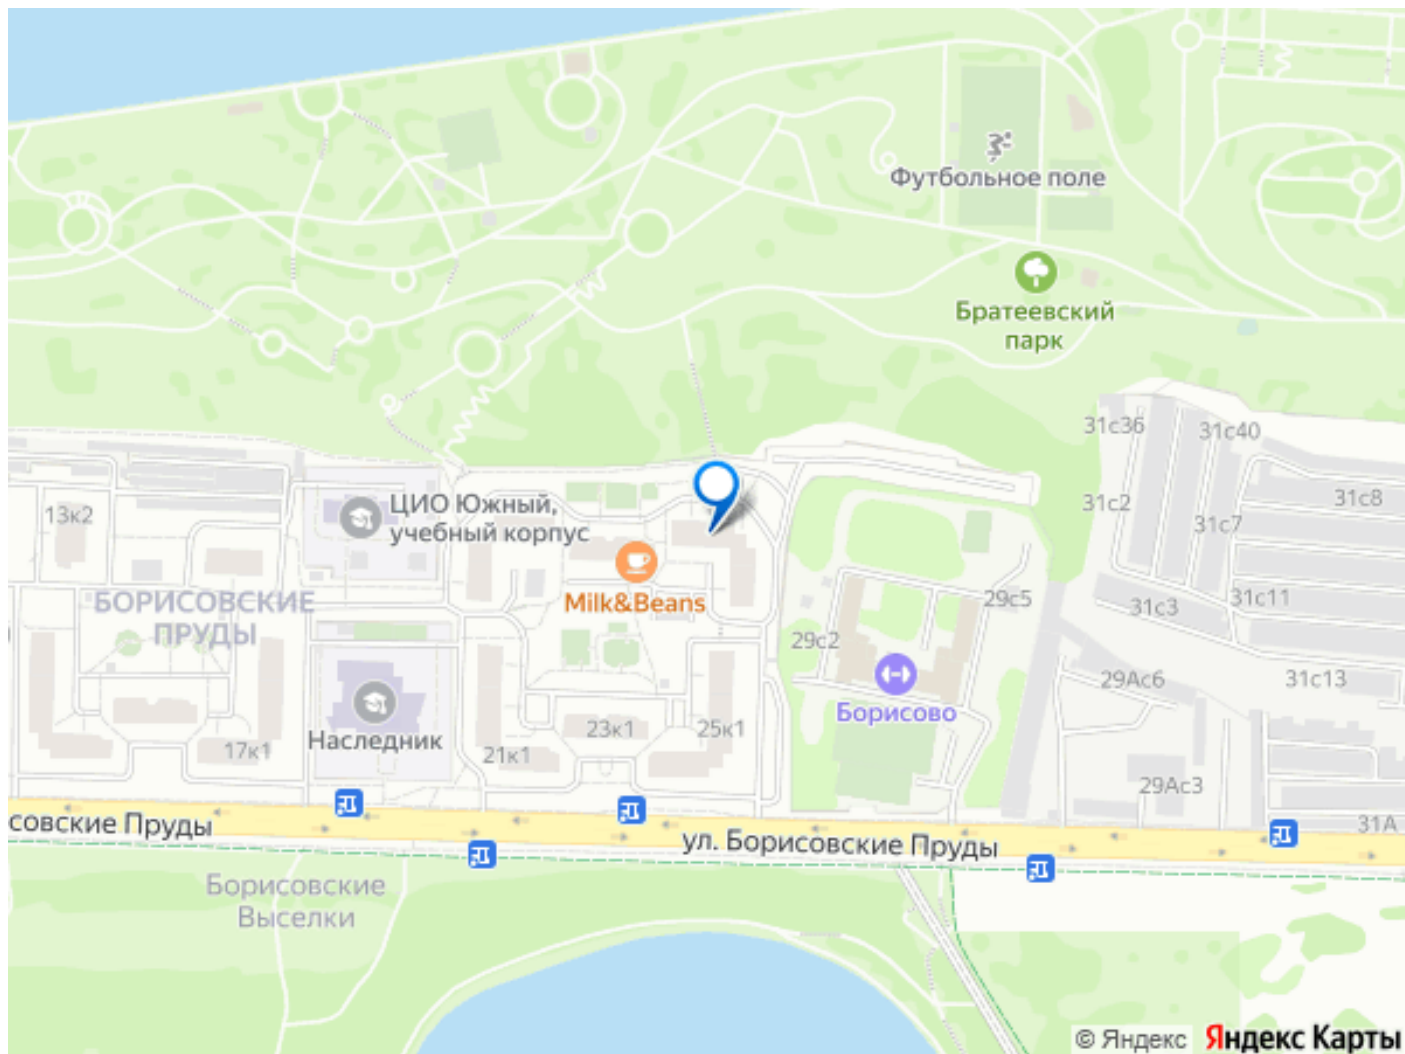 Футбольное поле
Братеевский
парк
31с36
31с40
13к2
ЦИО Южный,
учебный корпус
31с2
31с7
31с8
Milk&Beans
БОРИСОВСКИЕ
ПРУДЫ
29с5
31с3
31с11
29с2
29Ас6
31с13
Борисово
Наследник
17к1
21к1
23к1
25к1
29Ас3
совские Пруды
ул. Борисовские Пруды
31А
Борисовские
Выселки
© Яндекс
Яндекс Карты